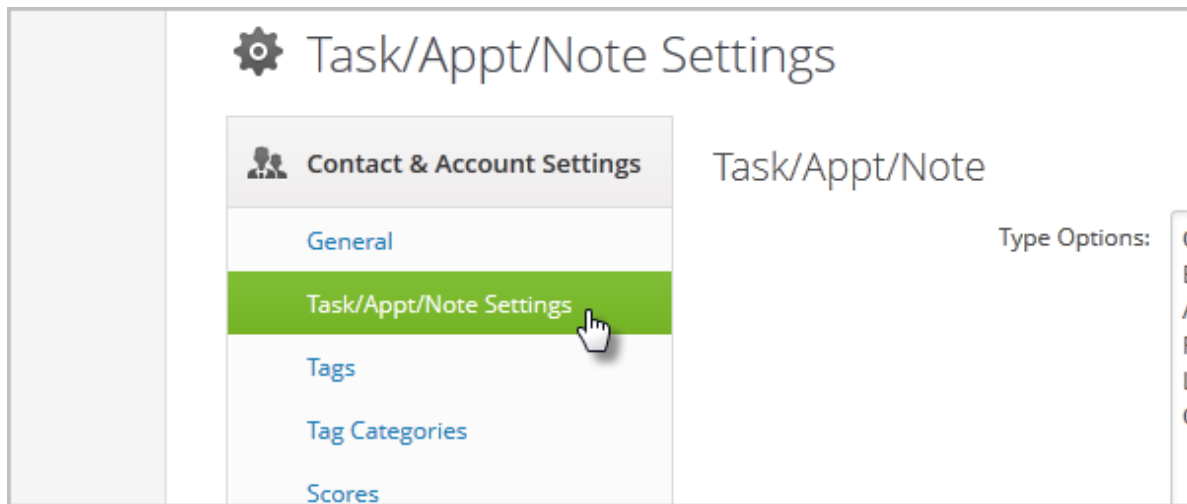 Task/Appt/Note Settings
Contact & Account Settings
General
Task/Appt/Note Settings
Tags
Tag Categories
Scores
Task/Appt/Note
Type Options: